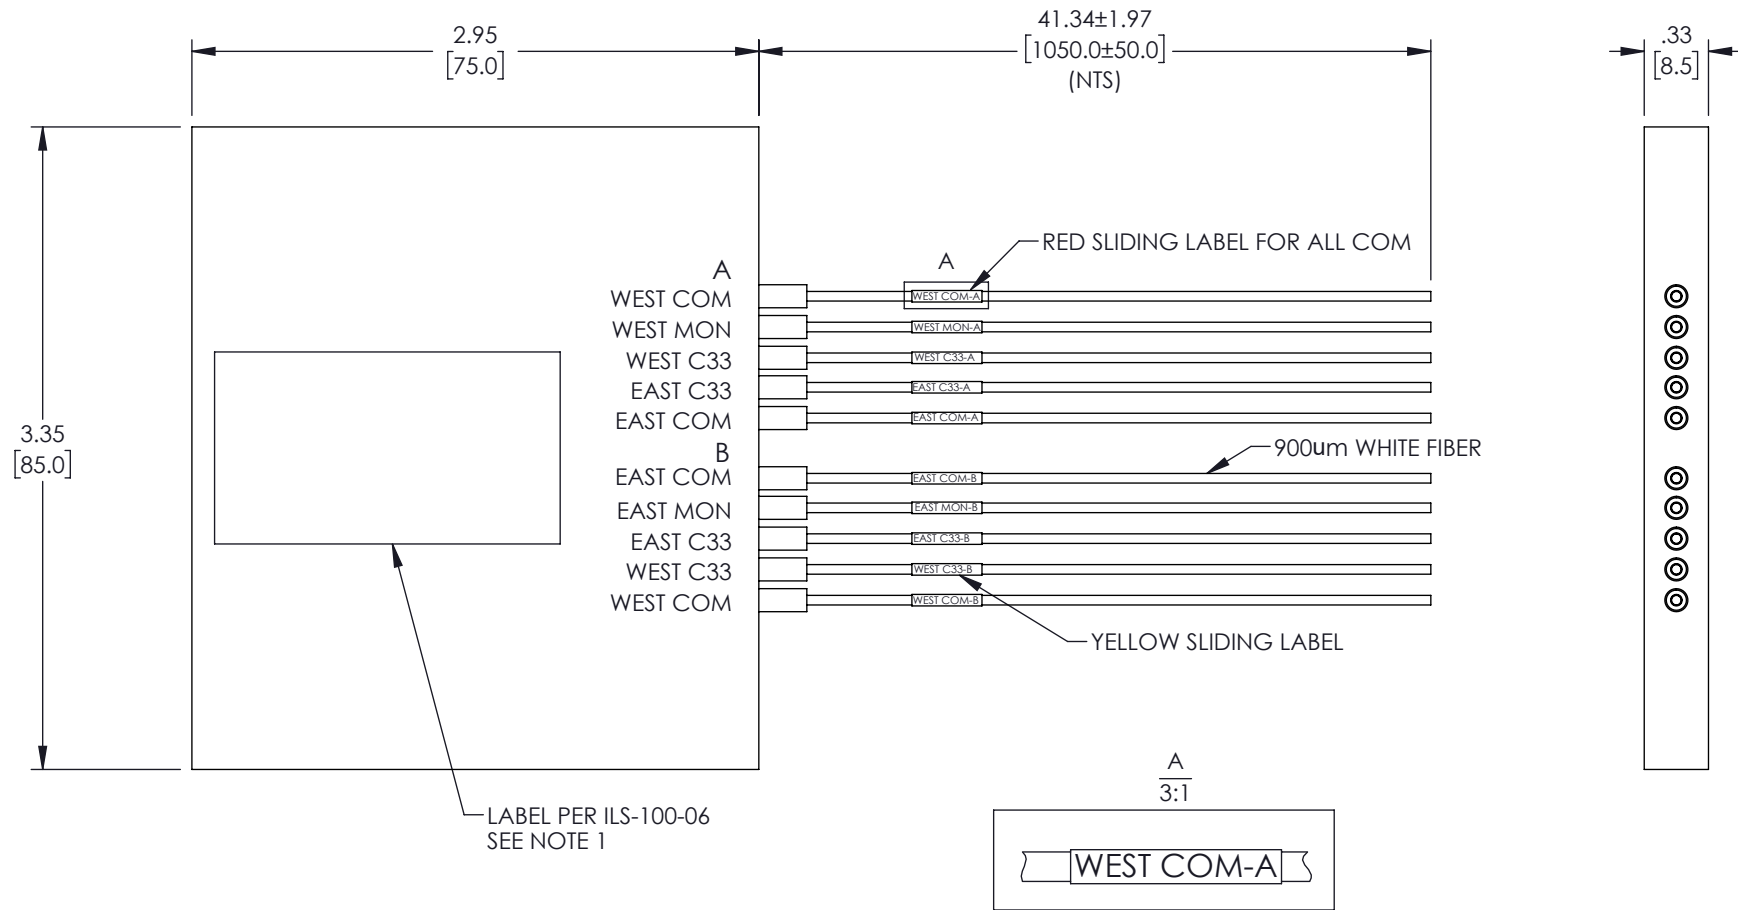 2.95
[75.0]
41.34±1.97
[1050.0±50.0]
(NTS)
.33
[8.5]
3.35
[85.0]
RED SLIDING LABEL FOR ALL COM
A
A
WEST COM
WEST COM-A
WEST MON
WEST MON-A
WEST C33
WEST C33-A
EAST C33
EAST C33-A
EAST COM
EAST COM-A
B
900um WHITE FIBER
EAST COM
EAST COM-B
EAST MON
EAST MON-B
EAST C33
EAST C33-B
WEST C33
WEST C33-B
WEST COM
WEST COM-B
YELLOW SLIDING LABEL
LABEL PER ILS-100-06
SEE NOTE 1
A
3:1
WEST COM-A